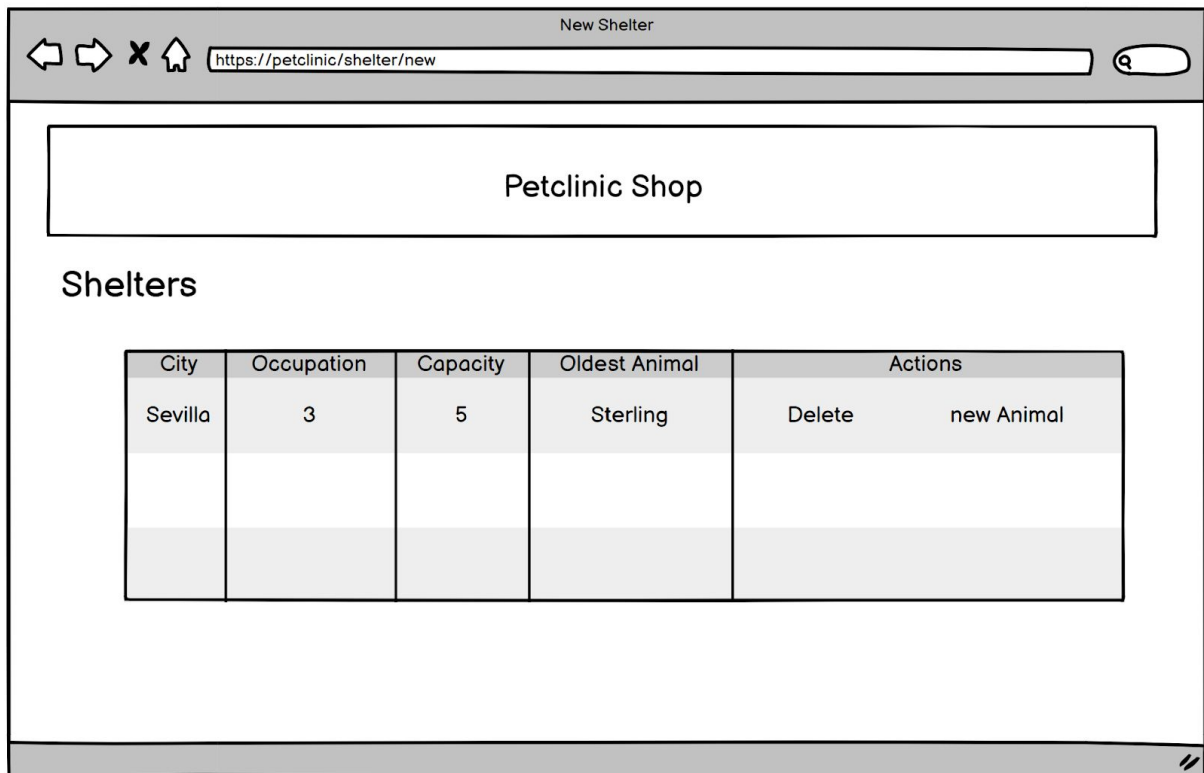 New Shelter
https://petclinic/shelter/new
Petclinic Shop
Shelters
City Occupation Capacity Oldest Animal Actions
Sevilla 3 5 Sterling Delete new Animal